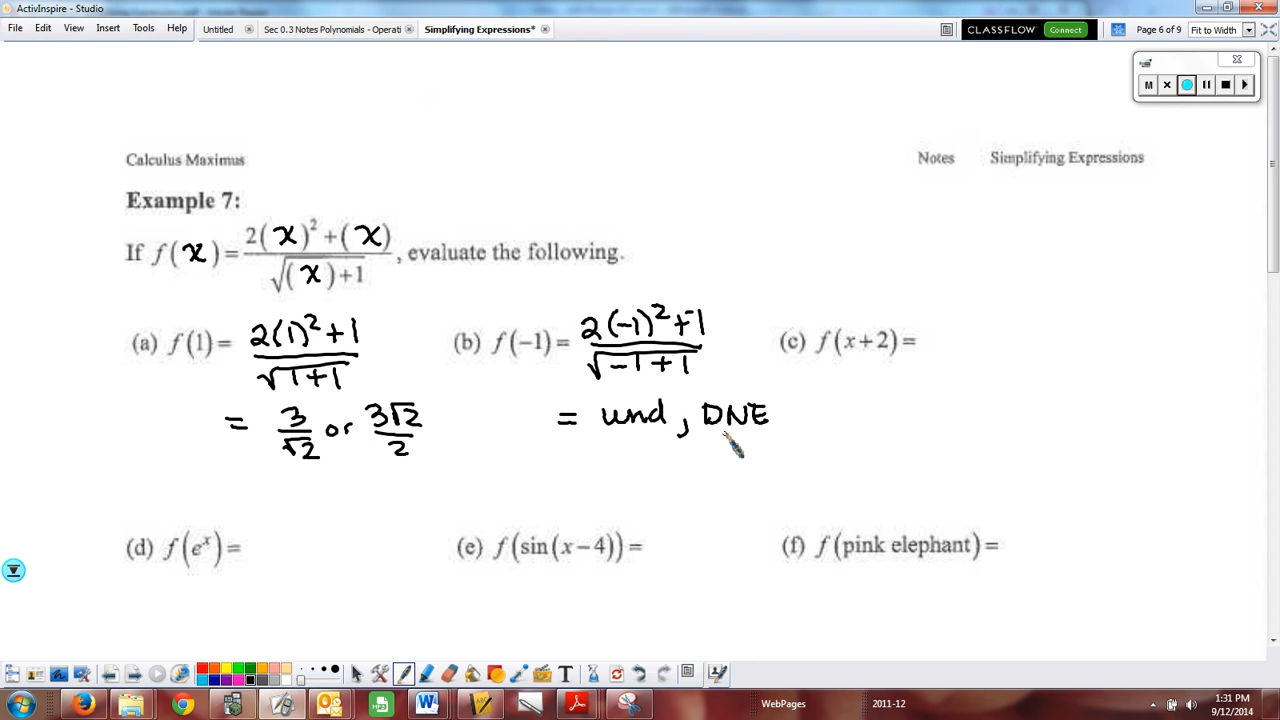 ActivInspire - Studio
File Edit View Insert Tools Help
Untitled
Sec 0.3 Notes Polynomials - Operati
Simplifying Expressions*
CLASSFLOW Connect
Page 6 of 9
Fit to Width
M
Calculus Maximus
Notes Simplifying Expressions
Example 7:
If f(x) = (2(x)² + (x))/(√((x)+1)), evaluate the following.
(a) f(1) = (2(1)² + 1)/(√(1+1))
(b) f(-1) = (2(-1)² + -1)/(√(-1+1))
(c) f(x+2) =
= 3/√2 or 3√2/2
= und, DNE
(d) f(eˣ) =
(e) f(sin(x-4)) =
(f) f(pink elephant) =
T
WebPages
2011-12
1:31 PM
9/12/2014